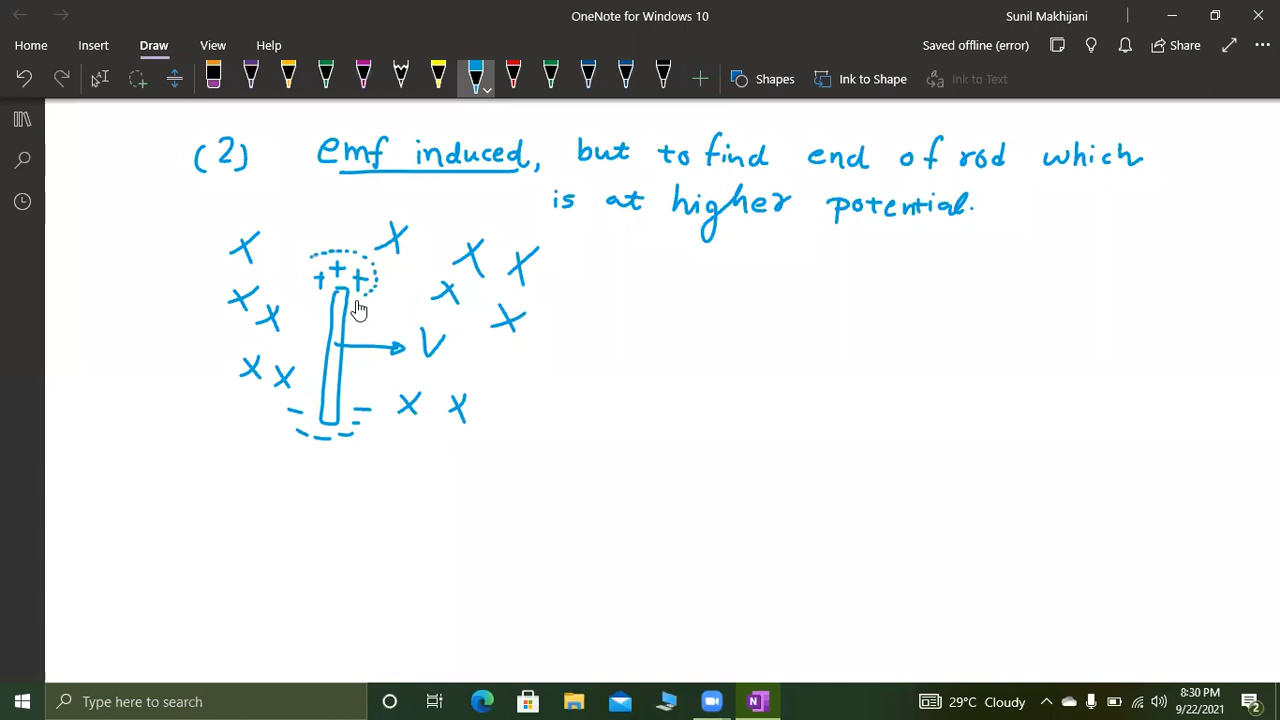 OneNote for Windows 10
Sunil Makhijani
Home Insert Draw View Help
Saved offline (error)
Share
Shapes
Ink to Shape
Ink to Text
(2) emf induced, but to find end of rod which
is at higher potential.
X X X X
+ + +
X X X X
X
V
X X
X X
Type here to search
29°C Cloudy
8:30 PM
9/22/2021
2